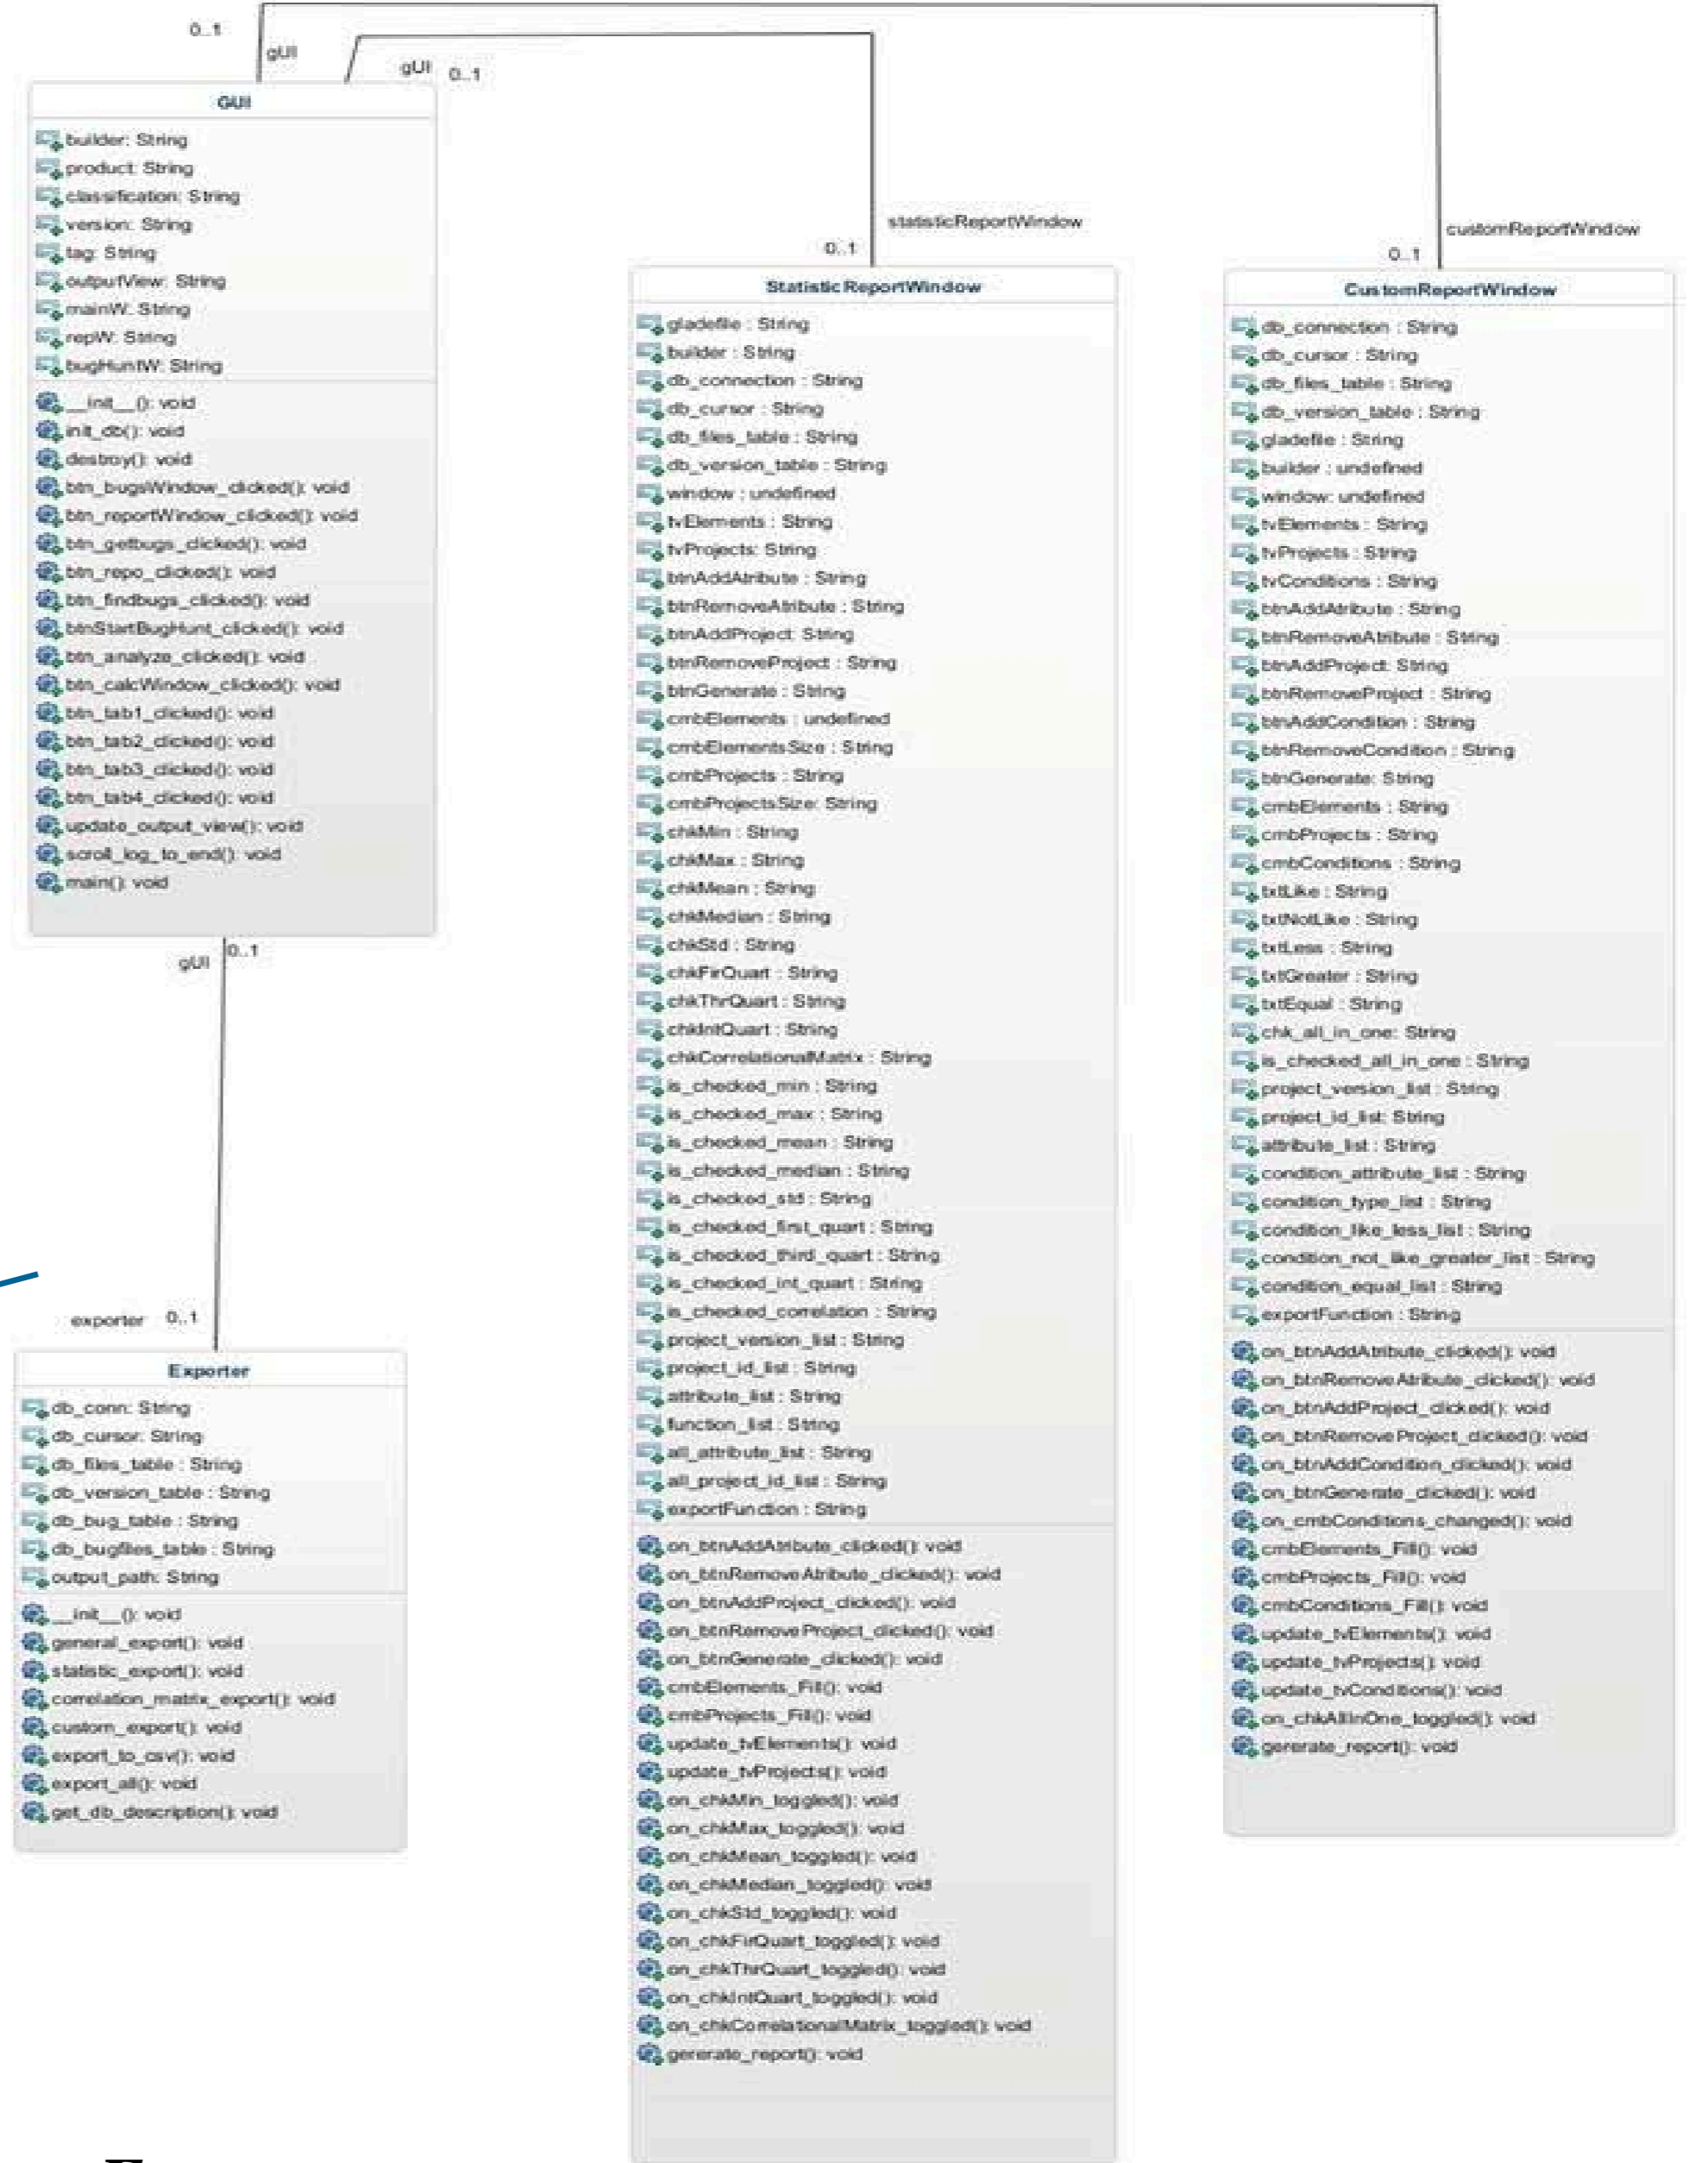 0..1
gUI
gUI 0..1
GUI
builder: String
product: String
classification: String
version: String
tag: String
outputView: String
mainW: String
repW: String
bugHuntW: String
__init__(): void
init_db(): void
destroy(): void
btn_bugsWindow_clicked(): void
btn_reportWindow_clicked(): void
btn_getbugs_clicked(): void
btn_repo_clicked(): void
btn_findbugs_clicked(): void
btnStartBugHunt_clicked(): void
btn_analyze_clicked(): void
btn_calcWindow_clicked(): void
btn_tab1_clicked(): void
btn_tab2_clicked(): void
btn_tab3_clicked(): void
btn_tab4_clicked(): void
update_output_view(): void
scroll_log_to_end(): void
main(): void
gUI 0..1
exporter 0..1
Exporter
db_conn: String
db_cursor: String
db_files_table : String
db_version_table : String
db_bug_table : String
db_bugfiles_table : String
output_path: String
__init__(): void
general_export(): void
statistic_export(): void
correlation_matrix_export(): void
custom_export(): void
export_to_csv(): void
export_all(): void
get_db_description(): void
statisticReportWindow
0..1
StatisticReportWindow
gladefile : String
builder : String
db_connection : String
db_cursor : String
db_files_table : String
db_version_table : String
window : undefined
tvElements : String
tvProjects: String
btnAddAtribute : String
btnRemoveAtribute : String
btnAddProject: String
btnRemoveProject : String
btnGenerate : String
cmbElements : undefined
cmbElementsSize : String
cmbProjects : String
cmbProjectsSize: String
chkMin : String
chkMax : String
chkMean : String
chkMedian : String
chkStd : String
chkFirQuart : String
chkThrQuart : String
chkIntQuart : String
chkCorrelationalMatrix : String
is_checked_min : String
is_checked_max : String
is_checked_mean : String
is_checked_median : String
is_checked_std : String
is_checked_first_quart : String
is_checked_third_quart : String
is_checked_int_quart : String
is_checked_correlation : String
project_version_list : String
project_id_list : String
attribute_list : String
function_list : String
all_attribute_list : String
all_project_id_list : String
exportFunction : String
on_btnAddAtribute_clicked(): void
on_btnRemoveAtribute_clicked(): void
on_btnAddProject_clicked(): void
on_btnRemoveProject_clicked(): void
on_btnGenerate_clicked(): void
cmbElements_Fill(): void
cmbProjects_Fill(): void
update_tvElements(): void
update_tvProjects(): void
on_chkMin_toggled(): void
on_chkMax_toggled(): void
on_chkMean_toggled(): void
on_chkMedian_toggled(): void
on_chkStd_toggled(): void
on_chkFirQuart_toggled(): void
on_chkThrQuart_toggled(): void
on_chkIntQuart_toggled(): void
on_chkCorrelationalMatrix_toggled(): void
gererate_report(): void
customReportWindow
0..1
CustomReportWindow
db_connection : String
db_cursor : String
db_files_table : String
db_version_table : String
gladefile : String
builder : undefined
window: undefined
tvElements : String
tvProjects : String
tvConditions : String
btnAddAtribute : String
btnRemoveAtribute : String
btnAddProject: String
btnRemoveProject : String
btnAddCondition : String
btnRemoveCondition : String
btnGenerate: String
cmbElements : String
cmbProjects : String
cmbConditions : String
txtLike : String
txtNotLike : String
txtLess : String
txtGreater : String
txtEqual : String
chk_all_in_one: String
is_checked_all_in_one : String
project_version_list : String
project_id_list: String
attribute_list : String
condition_attribute_list : String
condition_type_list : String
condition_like_less_list : String
condition_not_like_greater_list : String
condition_equal_list : String
exportFunction : String
on_btnAddAtribute_clicked(): void
on_btnRemoveAtribute_clicked(): void
on_btnAddProject_clicked(): void
on_btnRemoveProject_clicked(): void
on_btnAddCondition_clicked(): void
on_btnGenerate_clicked(): void
on_cmbConditions_changed(): void
cmbElements_Fill(): void
cmbProjects_Fill(): void
cmbConditions_Fill(): void
update_tvElements(): void
update_tvProjects(): void
update_tvConditions(): void
on_chkAllInOne_toggled(): void
gererate_report(): void